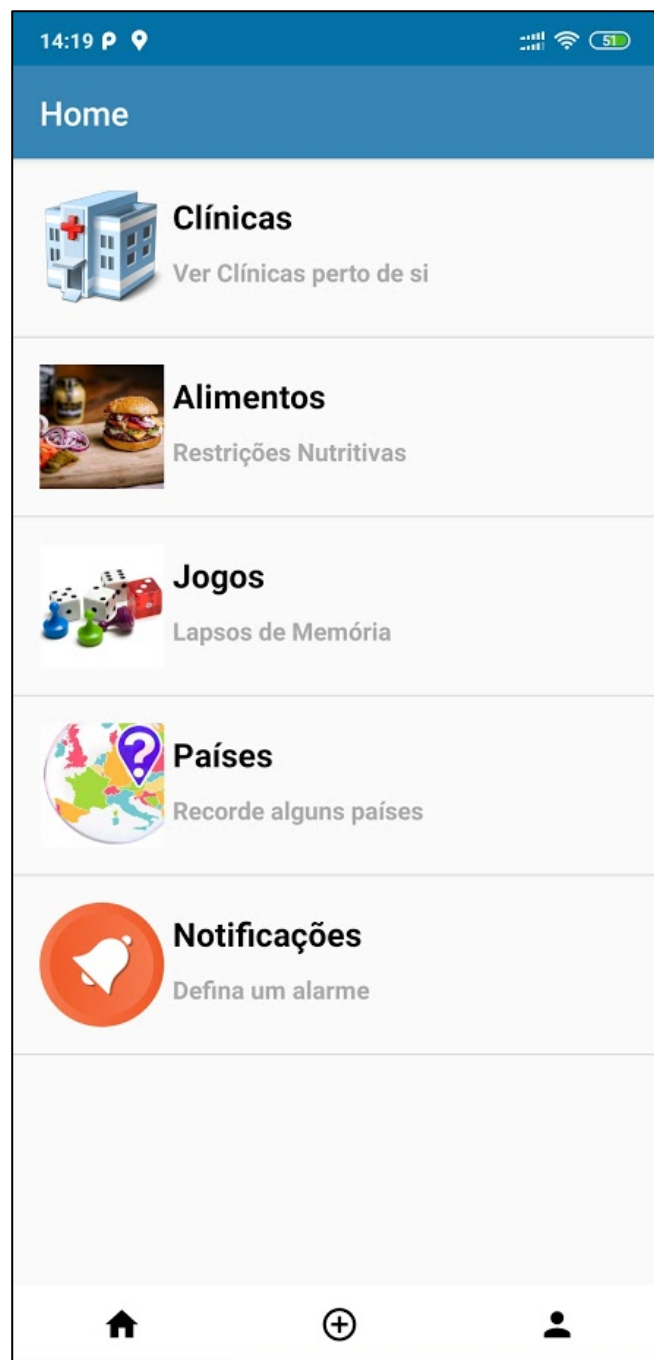 14:19
51
Home
Clínicas
Ver Clínicas perto de si
Alimentos
Restrições Nutritivas
Jogos
Lapsos de Memória
?
Países
Recorde alguns países
Notificações
Defina um alarme